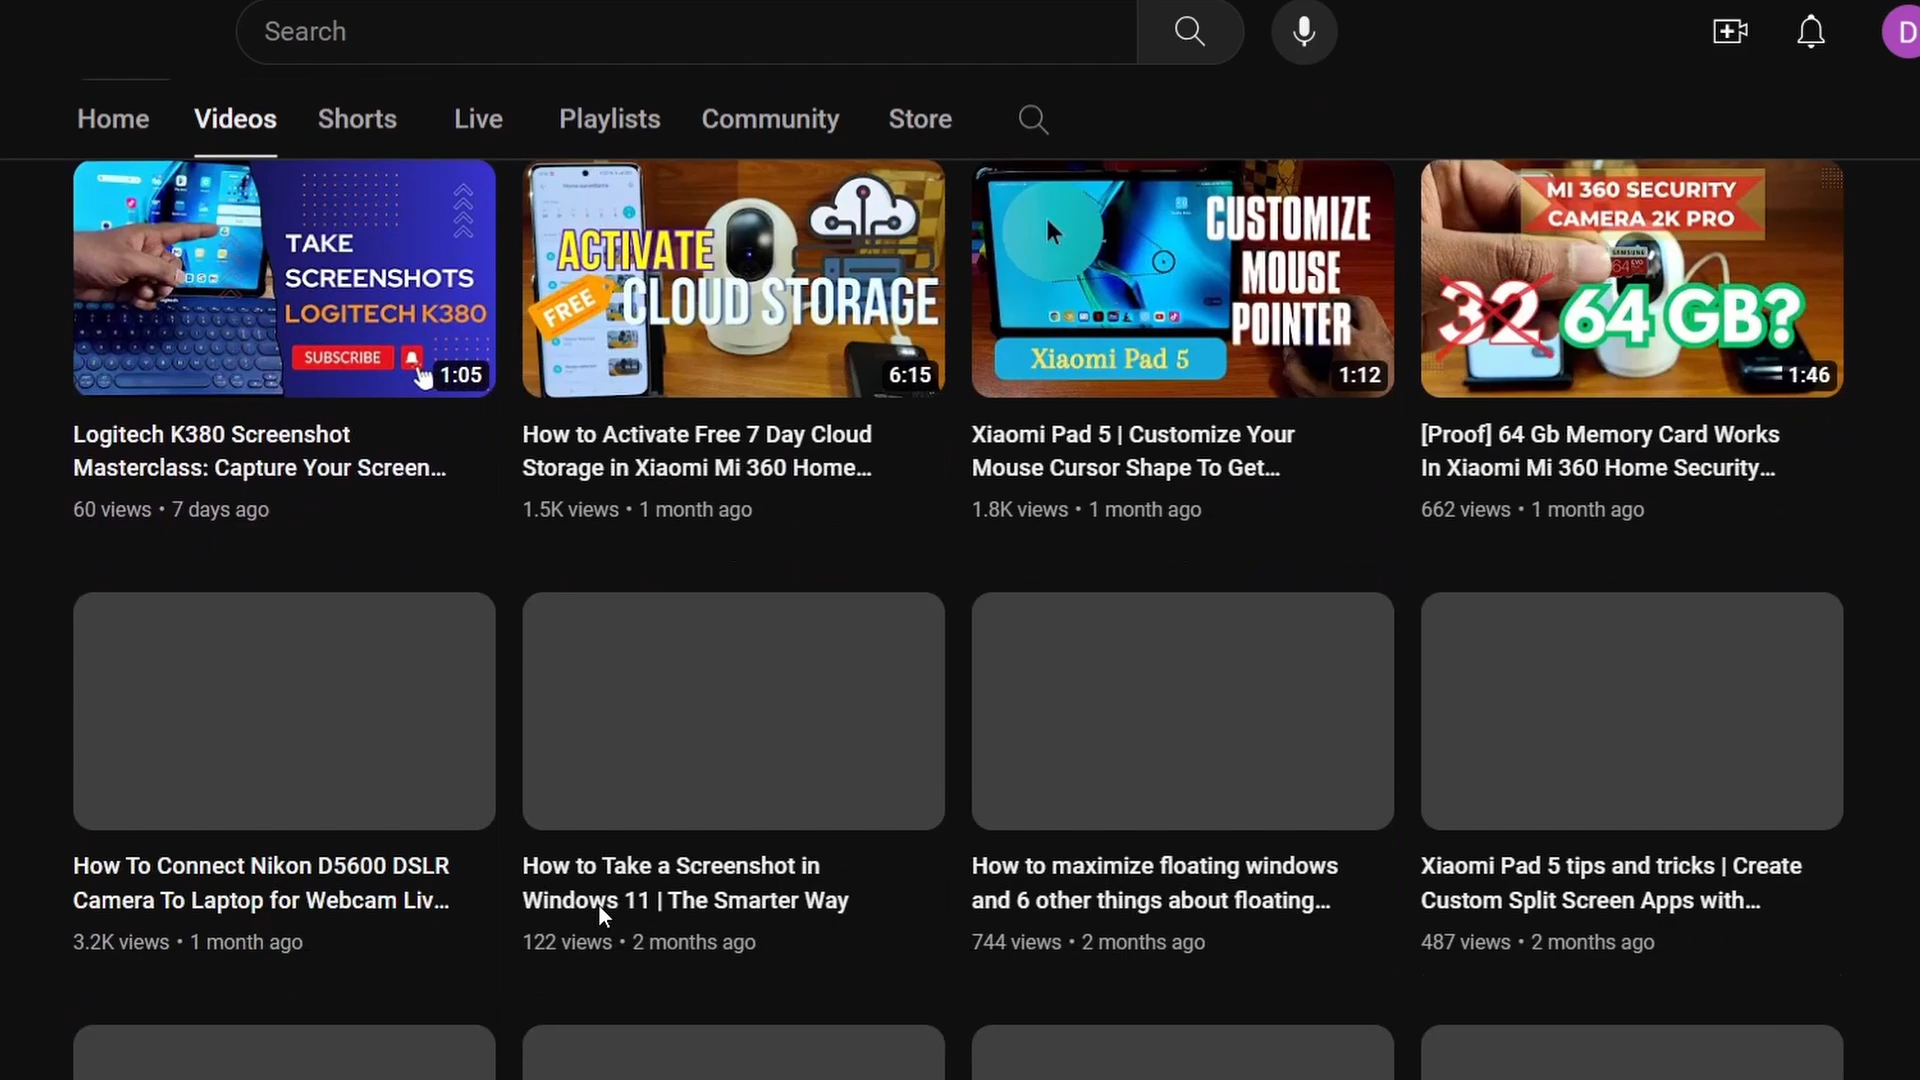 Search
D
Home Videos Shorts Live Playlists Community Store
TAKE
SCREENSHOTS
LOGITECH K380
SUBSCRIBE
1:05
ACTIVATE
FREE
CLOUD STORAGE
6:15
CUSTOMIZE
MOUSE
POINTER
Xiaomi Pad 5
1:12
MI 360 SECURITY
CAMERA 2K PRO
SAMSUNG
64
32 64 GB?
1:46
Logitech K380 Screenshot
Masterclass: Capture Your Screen...
60 views • 7 days ago
How to Activate Free 7 Day Cloud
Storage in Xiaomi Mi 360 Home...
1.5K views • 1 month ago
Xiaomi Pad 5 | Customize Your
Mouse Cursor Shape To Get...
1.8K views • 1 month ago
[Proof] 64 Gb Memory Card Works
In Xiaomi Mi 360 Home Security...
662 views • 1 month ago
How To Connect Nikon D5600 DSLR
Camera To Laptop for Webcam Liv...
3.2K views • 1 month ago
How to Take a Screenshot in
Windows 11 | The Smarter Way
122 views • 2 months ago
How to maximize floating windows
and 6 other things about floating...
744 views • 2 months ago
Xiaomi Pad 5 tips and tricks | Create
Custom Split Screen Apps with...
487 views • 2 months ago